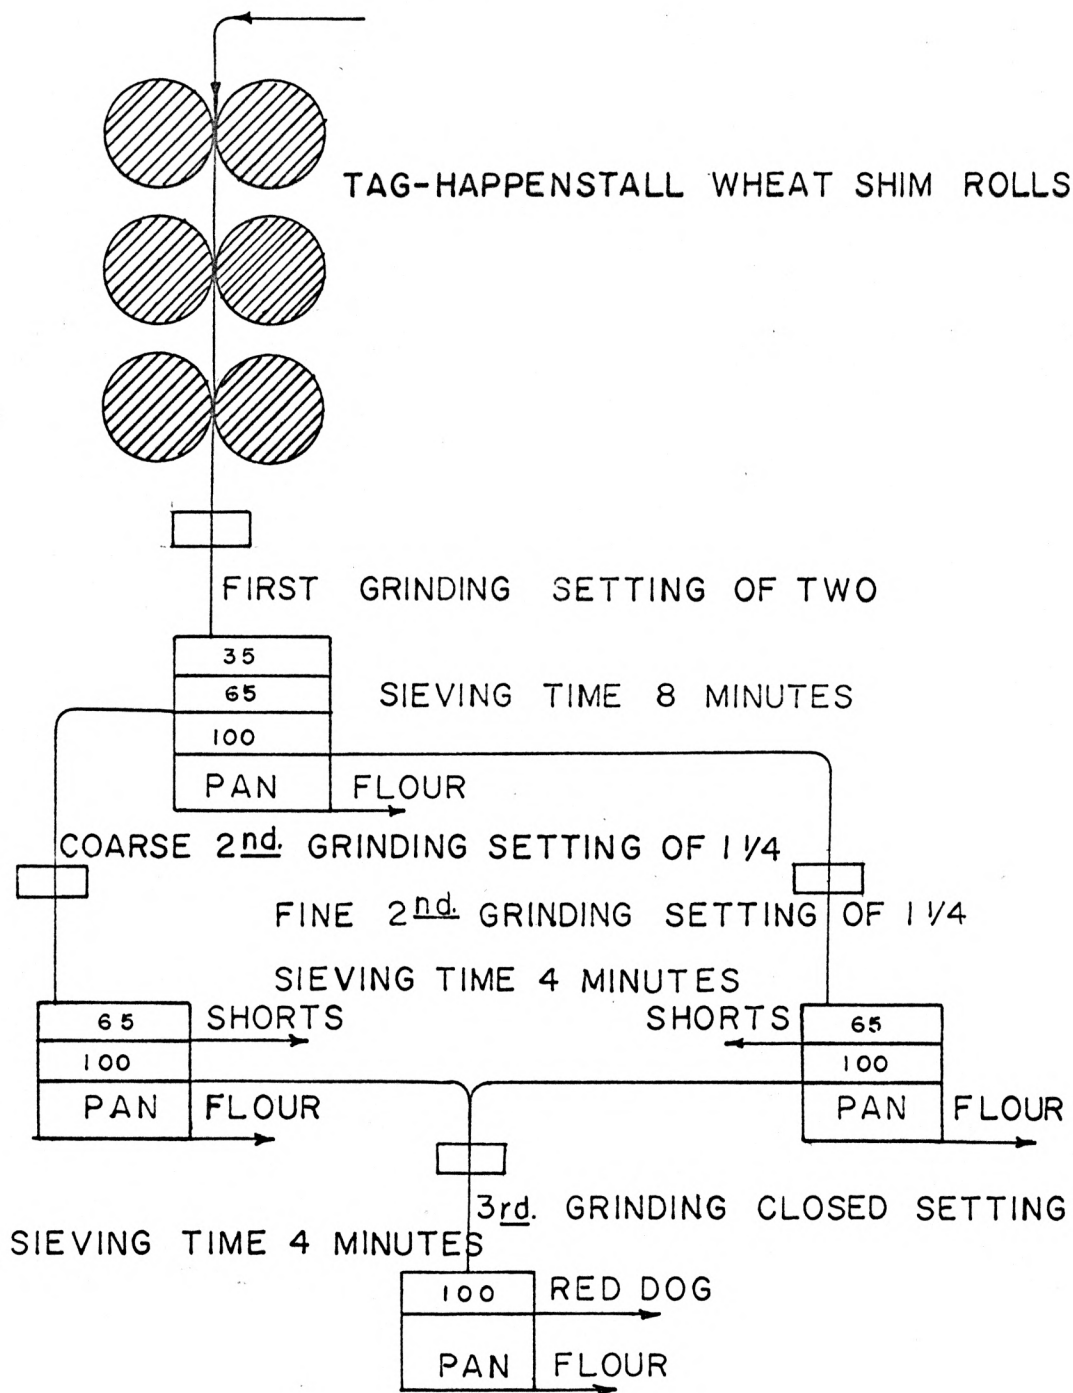 TAG-HAPPENSTALL WHEAT SHIM ROLLS
FIRST GRINDING SETTING OF TWO
35
65
SIEVING TIME 8 MINUTES
100
PAN
FLOUR
COARSE 2nd. GRINDING SETTING OF 1 1/4
FINE 2nd. GRINDING SETTING OF 1 1/4
SIEVING TIME 4 MINUTES
65
SHORTS
SHORTS
65
100
100
PAN
FLOUR
PAN
FLOUR
3rd. GRINDING CLOSED SETTING
SIEVING TIME 4 MINUTES
100
RED DOG
PAN
FLOUR